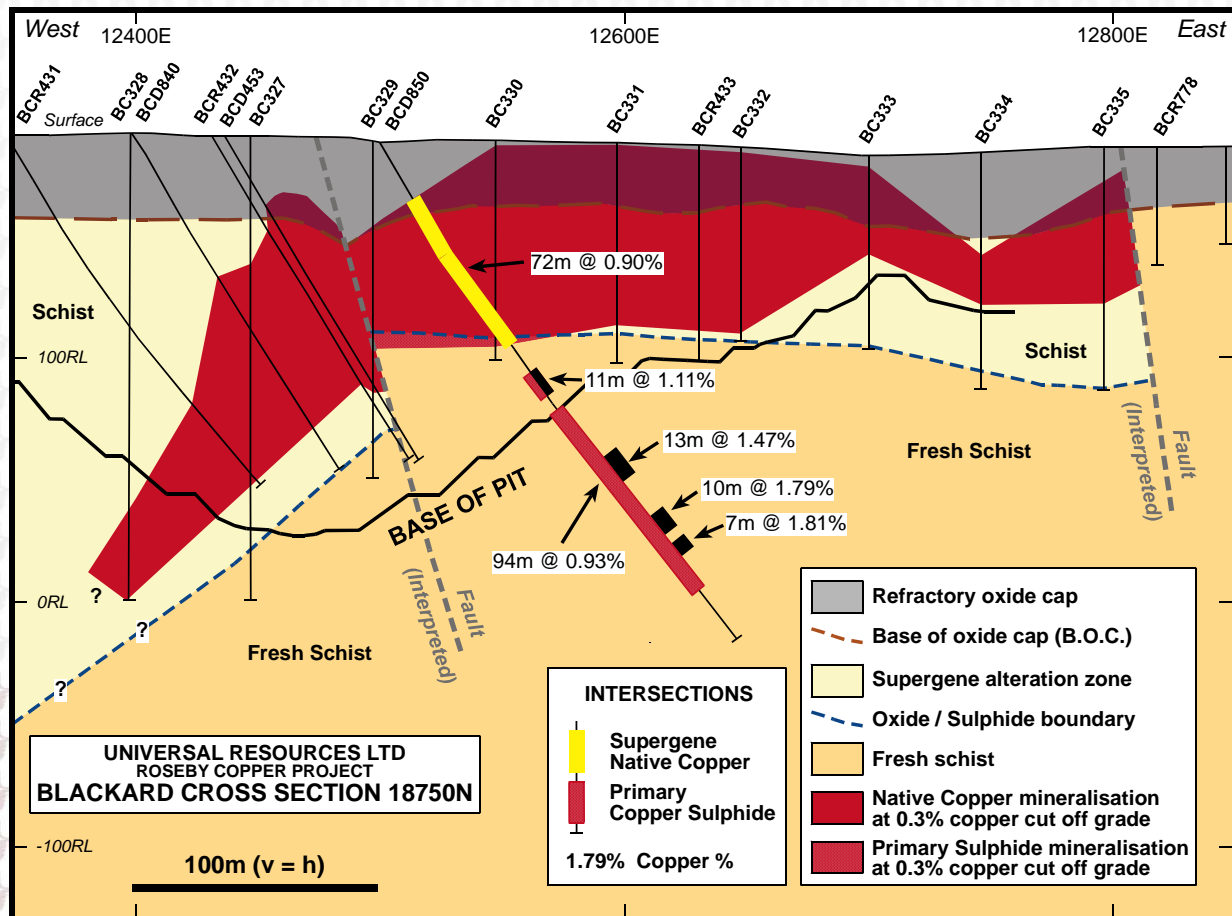 West
12400E
12600E
12800E
East
BCR431
BC328
BCD840
BCR432
BCD453
BC327
BC329
BCD850
BC330
BC331
BCR433
BC332
BC333
BC334
BC335
BCR778
Surface
72m @ 0.90%
Schist
100RL
Schist
11m @ 1.11%
13m @ 1.47%
Fresh Schist
10m @ 1.79%
7m @ 1.81%
BASE OF PIT
94m @ 0.93%
Fault
(Interpreted)
Fault
(Interpreted)
?
0RL
?
?
Fresh Schist
UNIVERSAL RESOURCES LTD
ROSEBY COPPER PROJECT
BLACKARD CROSS SECTION 18750N
-100RL
100m (v = h)
INTERSECTIONS
Supergene
Native Copper
Primary
Copper Sulphide
1.79% Copper %
Refractory oxide cap
Base of oxide cap (B.O.C.)
Supergene alteration zone
Oxide / Sulphide boundary
Fresh schist
Native Copper mineralisation
at 0.3% copper cut off grade
Primary Sulphide mineralisation
at 0.3% copper cut off grade